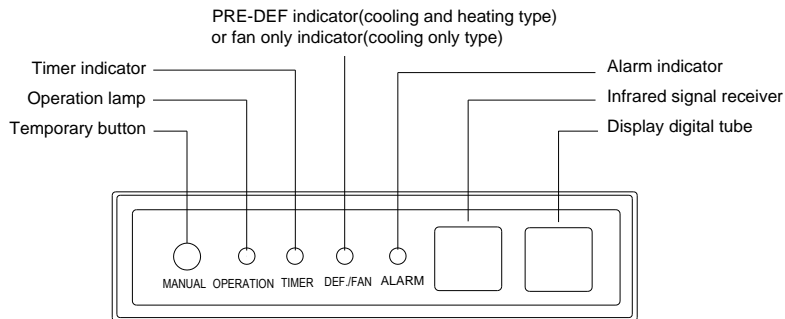 PRE-DEF indicator(cooling and heating type)
or fan only indicator(cooling only type)
Timer indicator
Alarm indicator
Operation lamp
Infrared signal receiver
Temporary button
Display digital tube
MANUAL OPERATION TIMER DEF./FAN ALARM